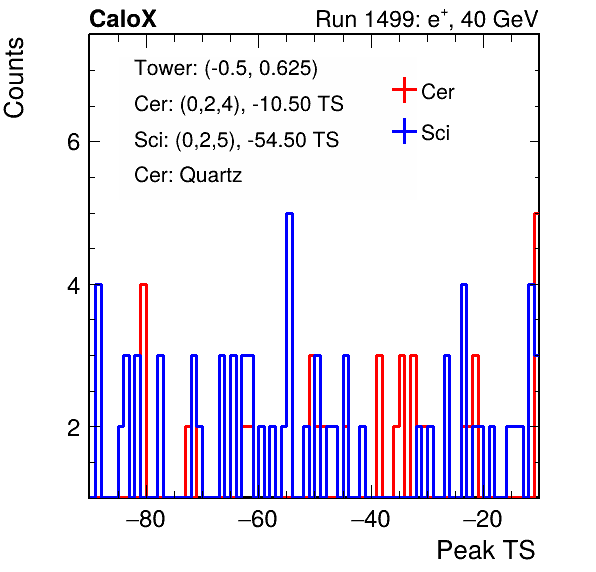 CaloX
Run 1499: e+, 40 GeV
Counts
Tower: (-0.5, 0.625)
Cer: (0,2,4), -10.50 TS
Sci: (0,2,5), -54.50 TS
Cer: Quartz
Cer
Sci
6
4
2
−80 −60 −40 −20
Peak TS